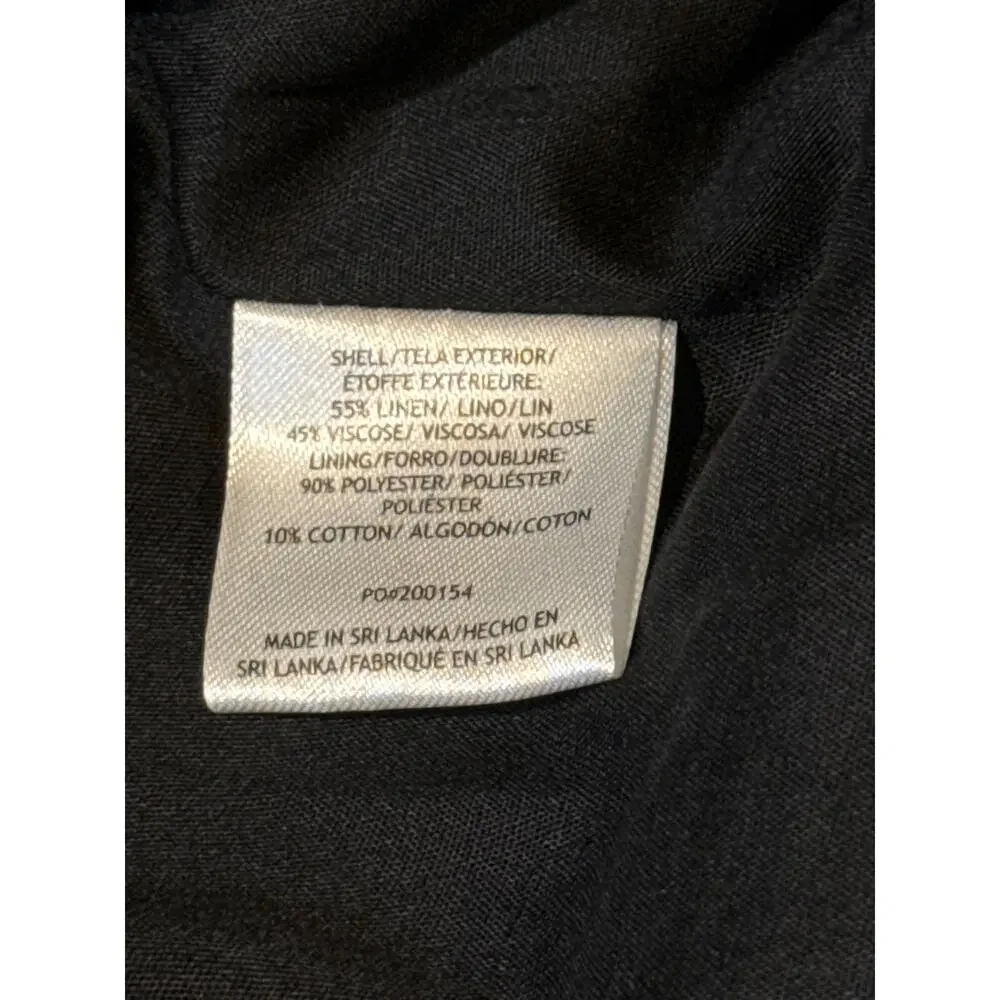 SHELL/TELA EXTERIOR/
ÉTOFFE EXTÉRIEURE:
55% LINEN/ LINO/LIN
45% VISCOSE/ VISCOSA/ VISCOSE
LINING/FORRO/DOUBLURE:
90% POLYESTER/ POLIÉSTER/
POLIÉSTER
10% COTTON/ ALGODÓN/COTON
PO#200154
MADE IN SRI LANKA/HECHO EN
SRI LANKA/FABRIQUÉ EN SRI LANKA